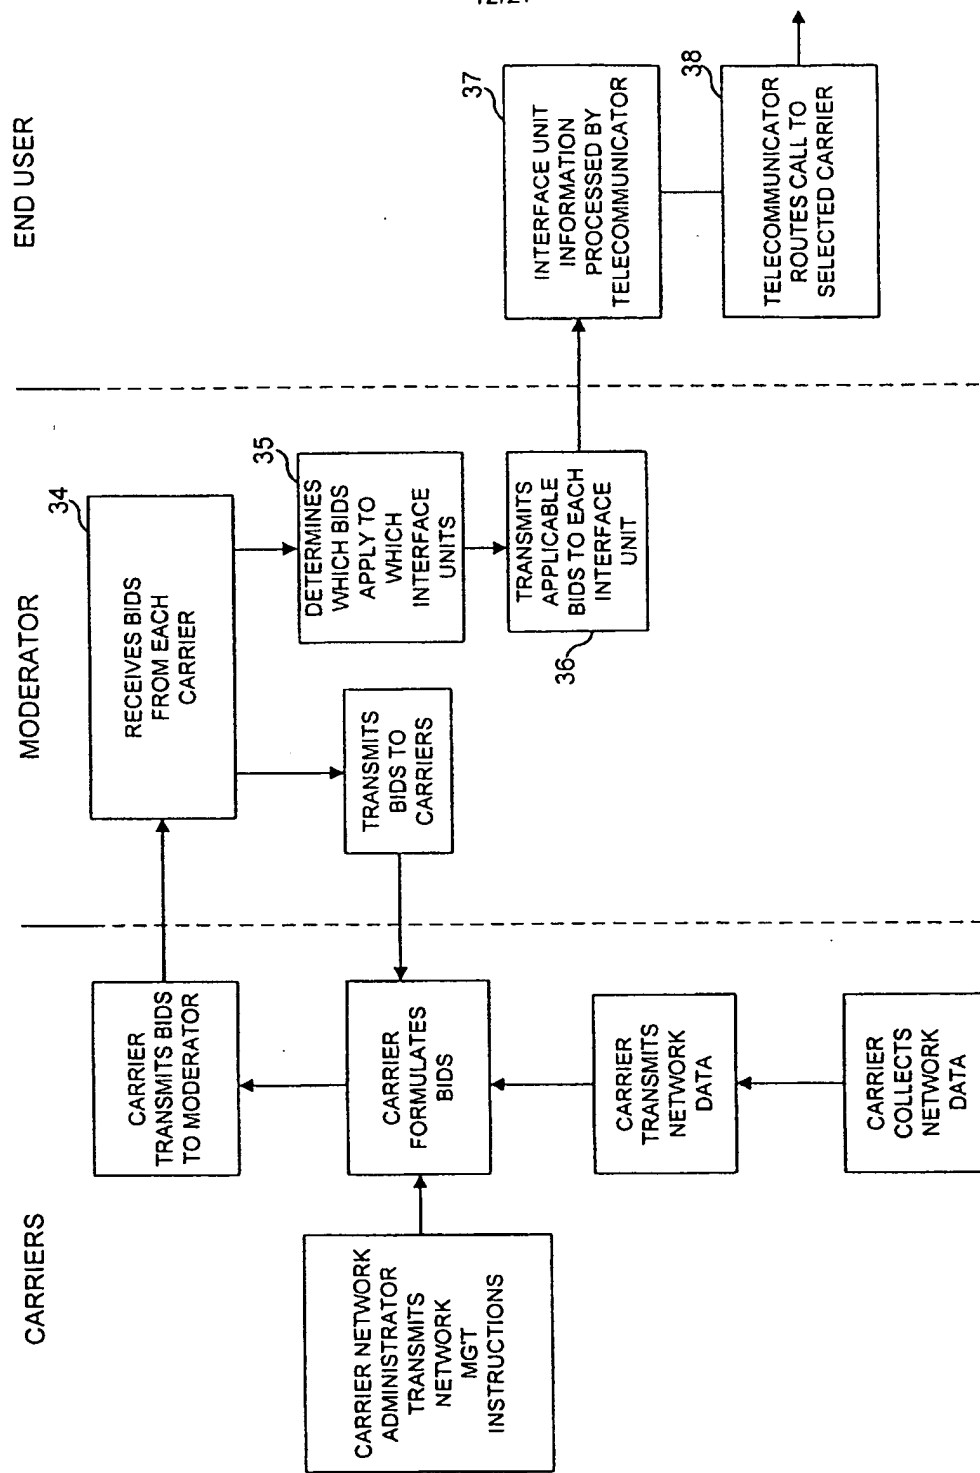 CARRIERS
MODERATOR
END USER
CARRIER
TRANSMITS BIDS
TO MODERATOR
34
RECEIVES BIDS
FROM EACH
CARRIER
CARRIER NETWORK
ADMINISTRATOR
TRANSMITS
NETWORK
MG'T
INSTRUCTIONS
CARRIER
FORMULATES
BIDS
TRANSMITS
BIDS TO
CARRIERS
35
DETERMINES
WHICH BIDS
APPLY TO
WHICH
INTERFACE
UNITS
CARRIER
TRANSMITS
NETWORK
DATA
36
TRANSMITS
APPLICABLE
BIDS TO EACH
INTERFACE
UNIT
37
INTERFACE UNIT
INFORMATION
PROCESSED BY
TELECOMMUNICATOR
CARRIER
COLLECTS
NETWORK
DATA
38
TELECOMMUNICATOR
ROUTES CALL TO
SELECTED CARRIER